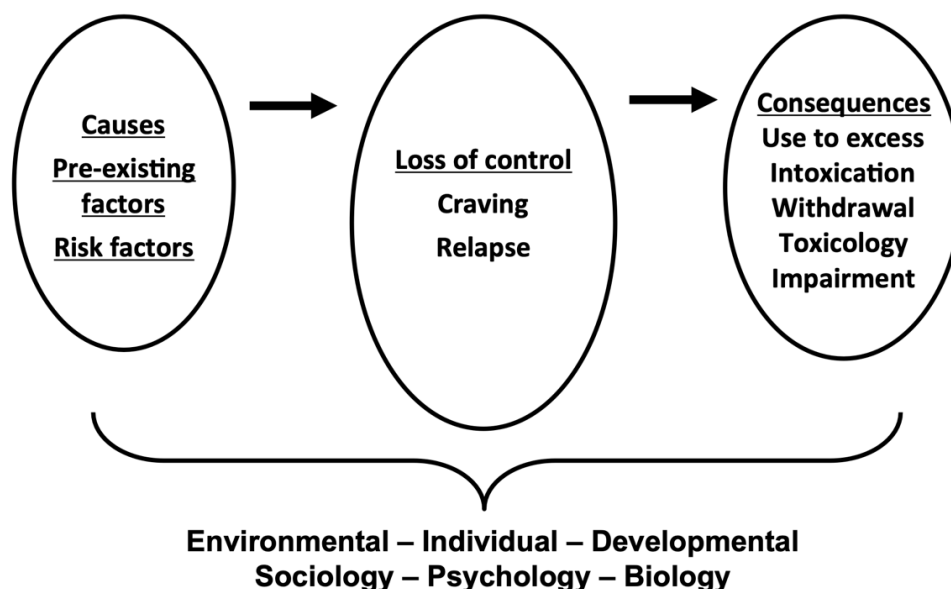 Causes
Pre-existing
factors
Risk factors
Loss of control
Craving
Relapse
Consequences
Use to excess
Intoxication
Withdrawal
Toxicology
Impairment
Environmental – Individual – Developmental
Sociology – Psychology – Biology